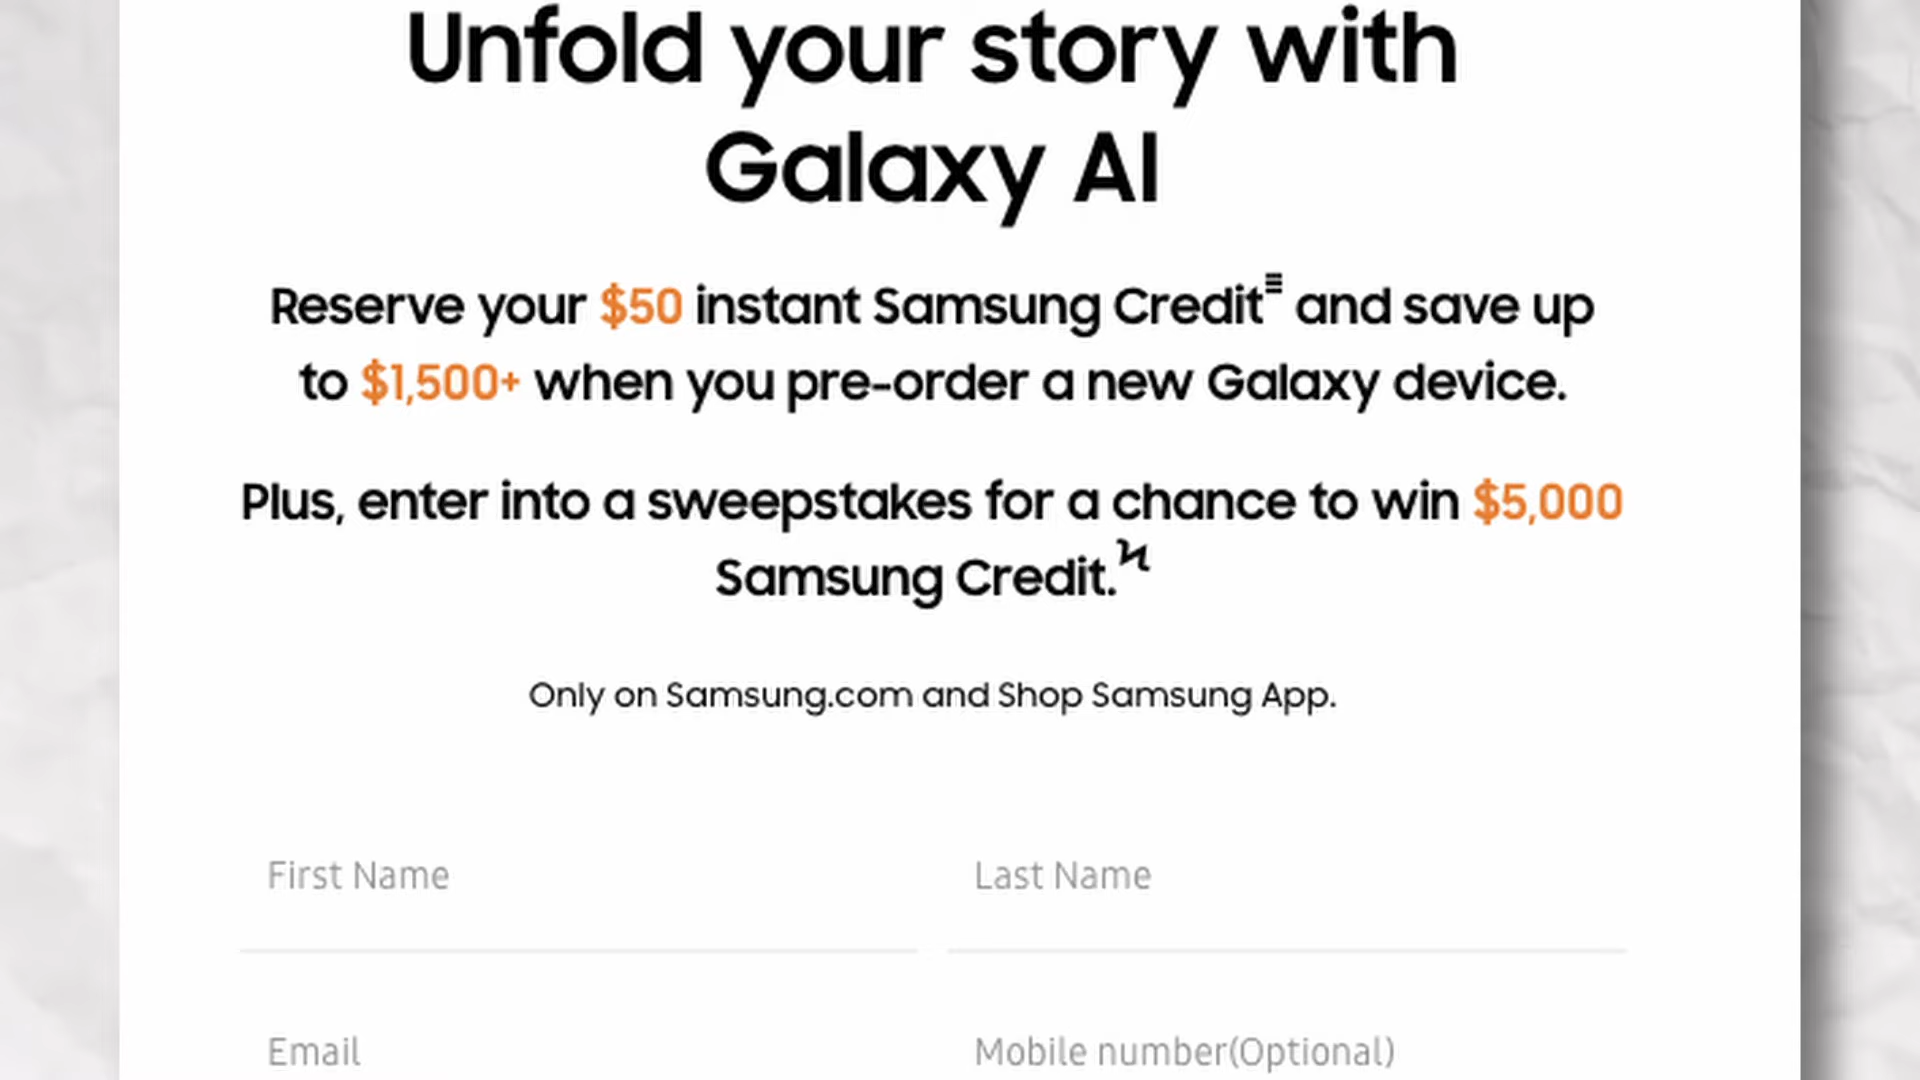 Unfold your story with
Galaxy AI
Reserve your $50 instant Samsung Credit≡ and save up
to $1,500+ when you pre-order a new Galaxy device.
Plus, enter into a sweepstakes for a chance to win $5,000
Samsung Credit.Ϟ
Only on Samsung.com and Shop Samsung App.
First Name
Last Name
Email
Mobile number(Optional)